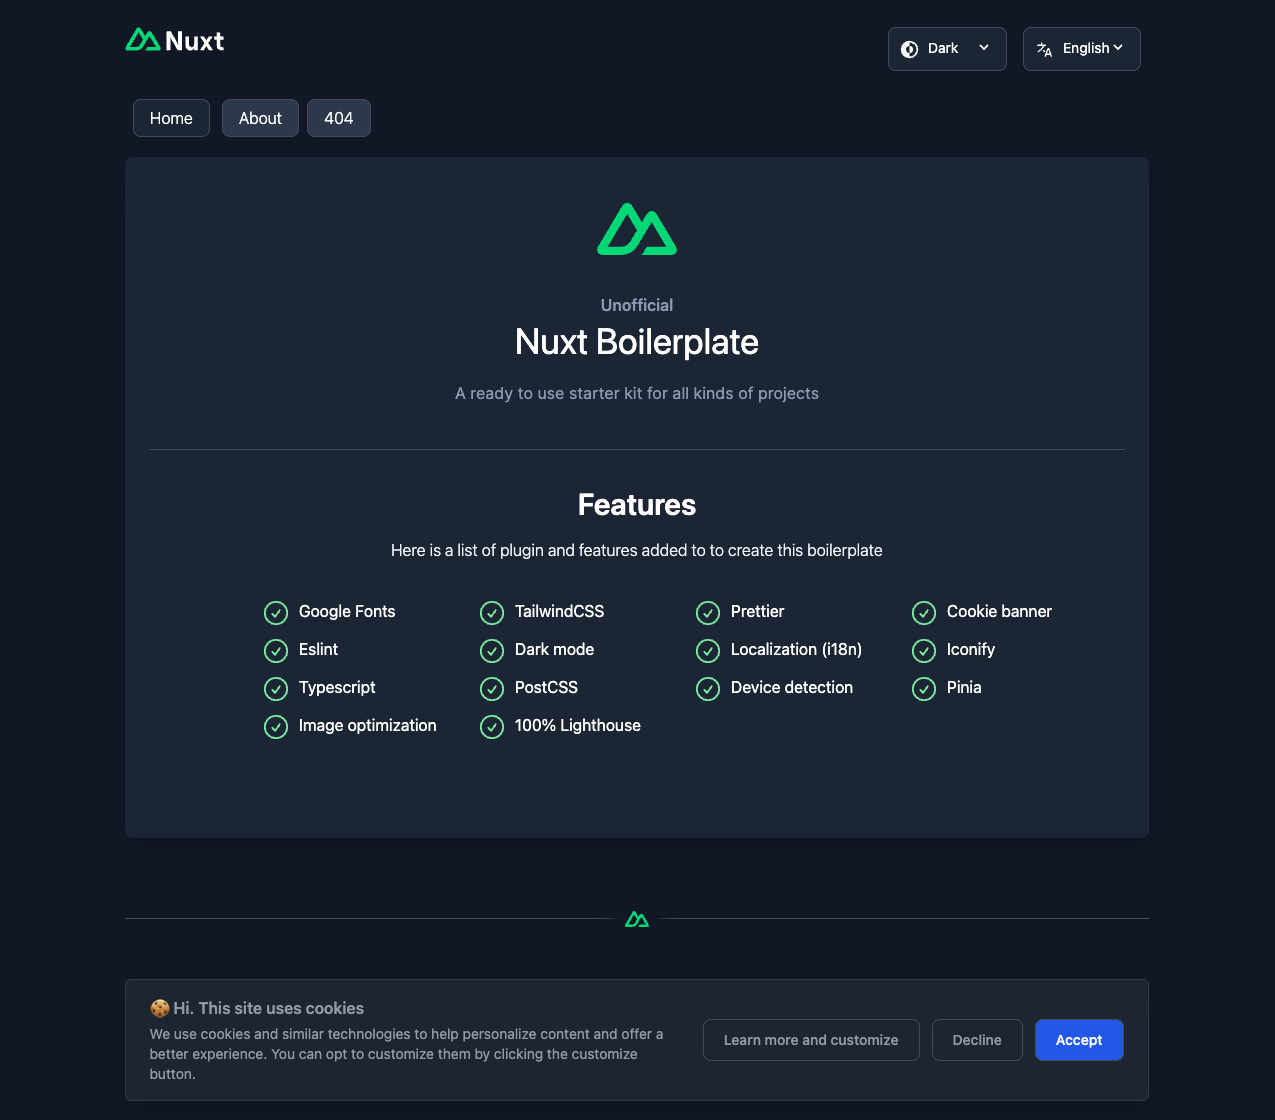 Nuxt
Dark
English
Home
About
404
Unofficial
Nuxt Boilerplate
A ready to use starter kit for all kinds of projects
Features
Here is a list of plugin and features added to to create this boilerplate
Google Fonts
TailwindCSS
Prettier
Cookie banner
Eslint
Dark mode
Localization (i18n)
Iconify
Typescript
PostCSS
Device detection
Pinia
Image optimization
100% Lighthouse
🍪 Hi. This site uses cookies
We use cookies and similar technologies to help personalize content and offer a
better experience. You can opt to customize them by clicking the customize
button.
Learn more and customize
Decline
Accept